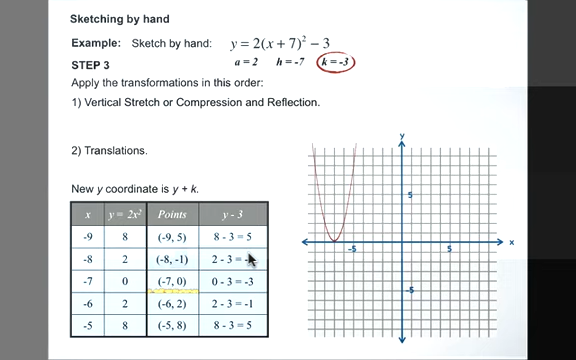 Sketching by hand
Example: Sketch by hand: y = 2(x + 7)² − 3
a = 2 h = -7 k = -3
STEP 3
Apply the transformations in this order:
1) Vertical Stretch or Compression and Reflection.
2) Translations.
New y coordinate is y + k.
x y = 2x² Points y - 3
-9 8 (-9, 5) 8 - 3 = 5
-8 2 (-8, -1) 2 - 3 = -
-7 0 (-7, 0) 0 - 3 = -3
-6 2 (-6, 2) 2 - 3 = -1
-5 8 (-5, 8) 8 - 3 = 5
y
5
-5 5 x
-5